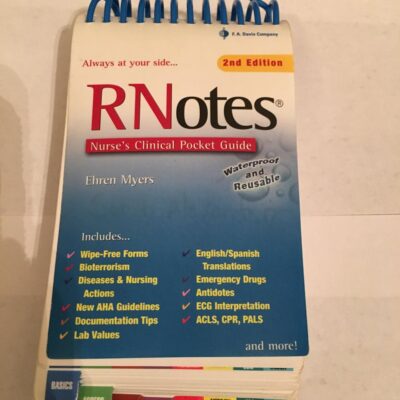 F. A. Davis Company
Always at your side...
2nd Edition
RNotes®
Nurse's Clinical Pocket Guide
Waterproof
and
Reusable
Ehren Myers
Includes...
Wipe-Free Forms
Bioterrorism
Diseases & Nursing
Actions
New AHA Guidelines
Documentation Tips
Lab Values
English/Spanish
Translations
Emergency Drugs
Antidotes
ECG Interpretation
ACLS, CPR, PALS
and more!
BASICS